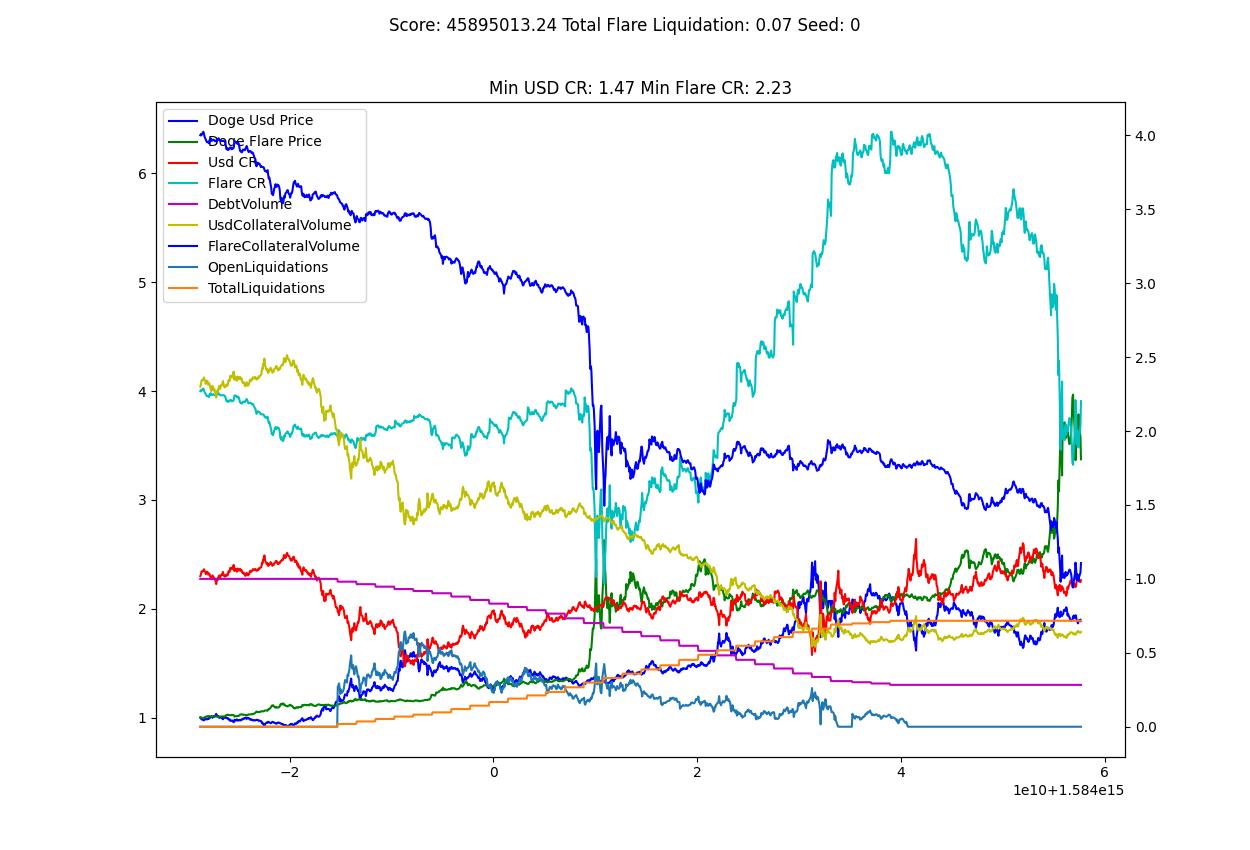 Score: 45895013.24 Total Flare Liquidation: 0.07 Seed: 0
Min USD CR: 1.47 Min Flare CR: 2.23
Doge Usd Price
Doge Flare Price
Usd CR
Flare CR
DebtVolume
UsdCollateralVolume
FlareCollateralVolume
OpenLiquidations
TotalLiquidations
6
5
4
3
2
1
4.0
3.5
3.0
2.5
2.0
1.5
1.0
0.5
0.0
−2
0
2
4
6
1e10+1.584e15